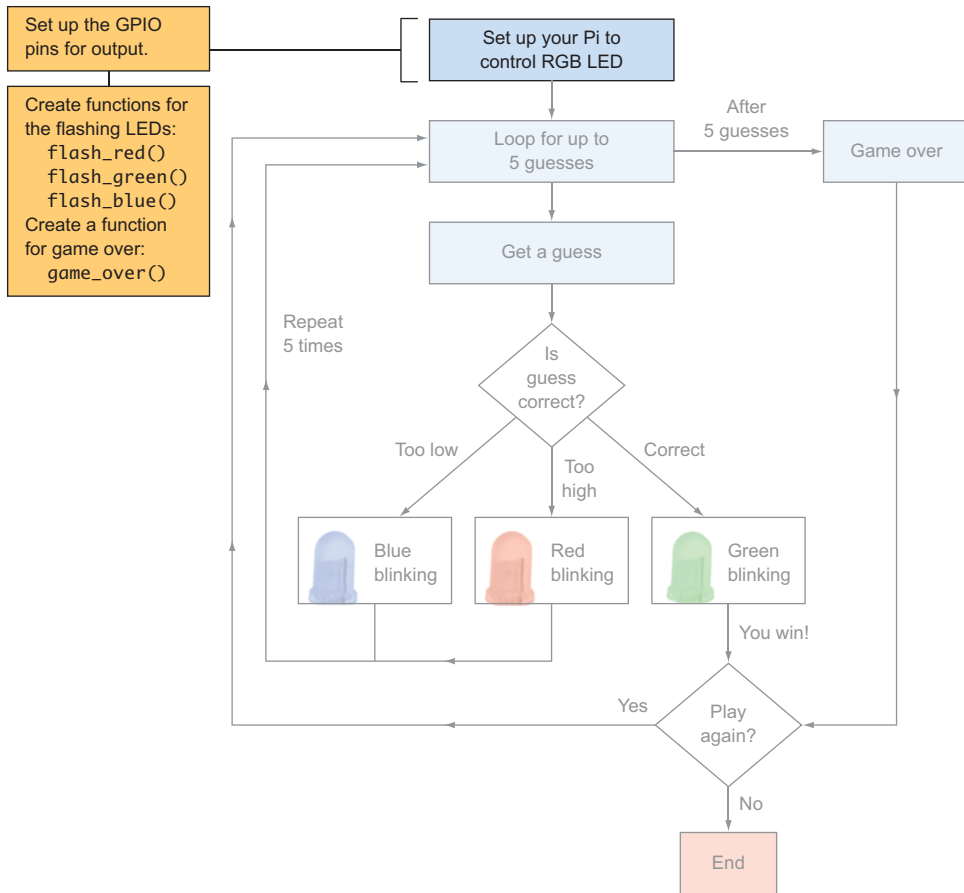 Set up the GPIO
pins for output.
Set up your Pi to
control RGB LED
Create functions for
the flashing LEDs:
flash_red()
flash_green()
flash_blue()
Create a function
for game over:
game_over()
Loop for up to
5 guesses
After
5 guesses
Game over
Get a guess
Repeat
5 times
Is
guess
correct?
Too low
Too
high
Correct
Blue
blinking
Red
blinking
Green
blinking
You win!
Yes
Play
again?
No
End